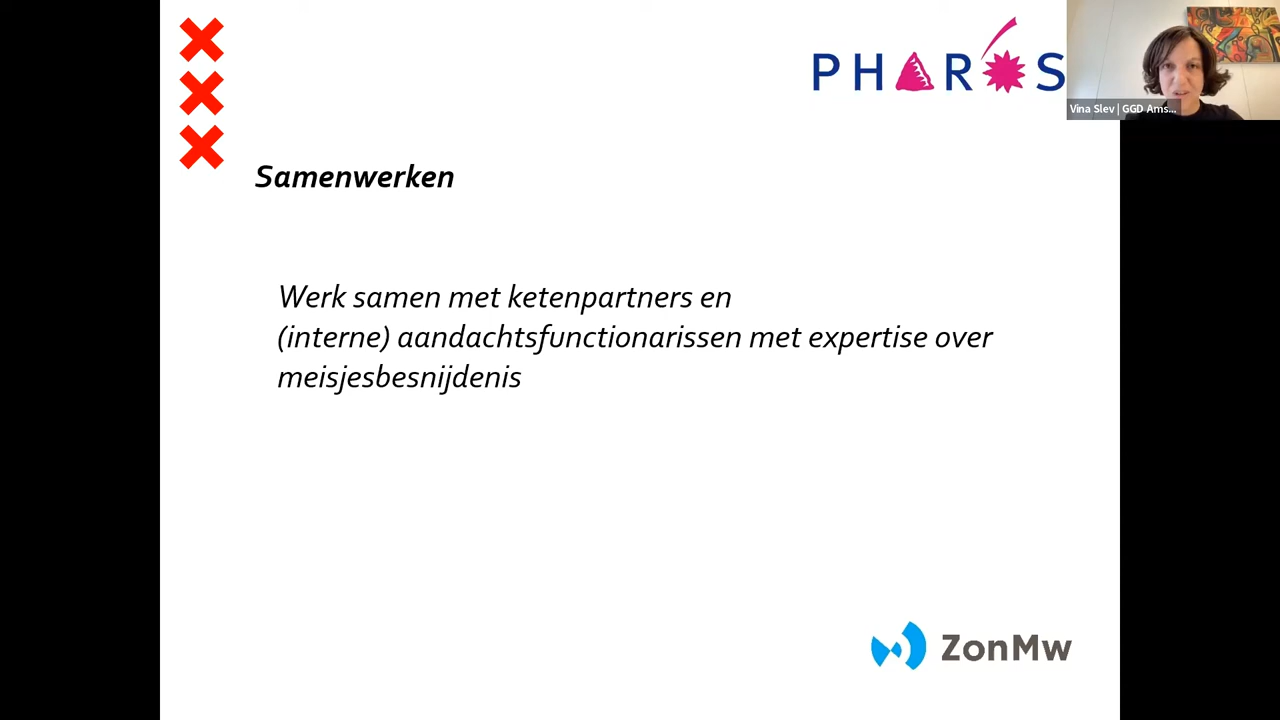 PHAROS
Vina Slev | GGD Ams...
Samenwerken
Werk samen met ketenpartners en
(interne) aandachtsfunctionarissen met expertise over
meisjesbesnijdenis
ZonMw